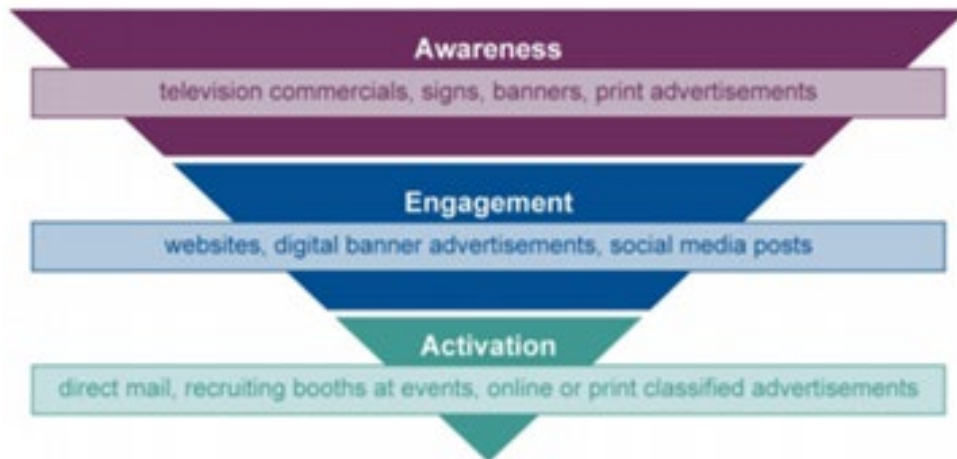 Awareness
television commercials, signs, banners, print advertisements
Engagement
websites, digital banner advertisements, social media posts
Activation
direct mail, recruiting booths at events, online or print classified advertisements